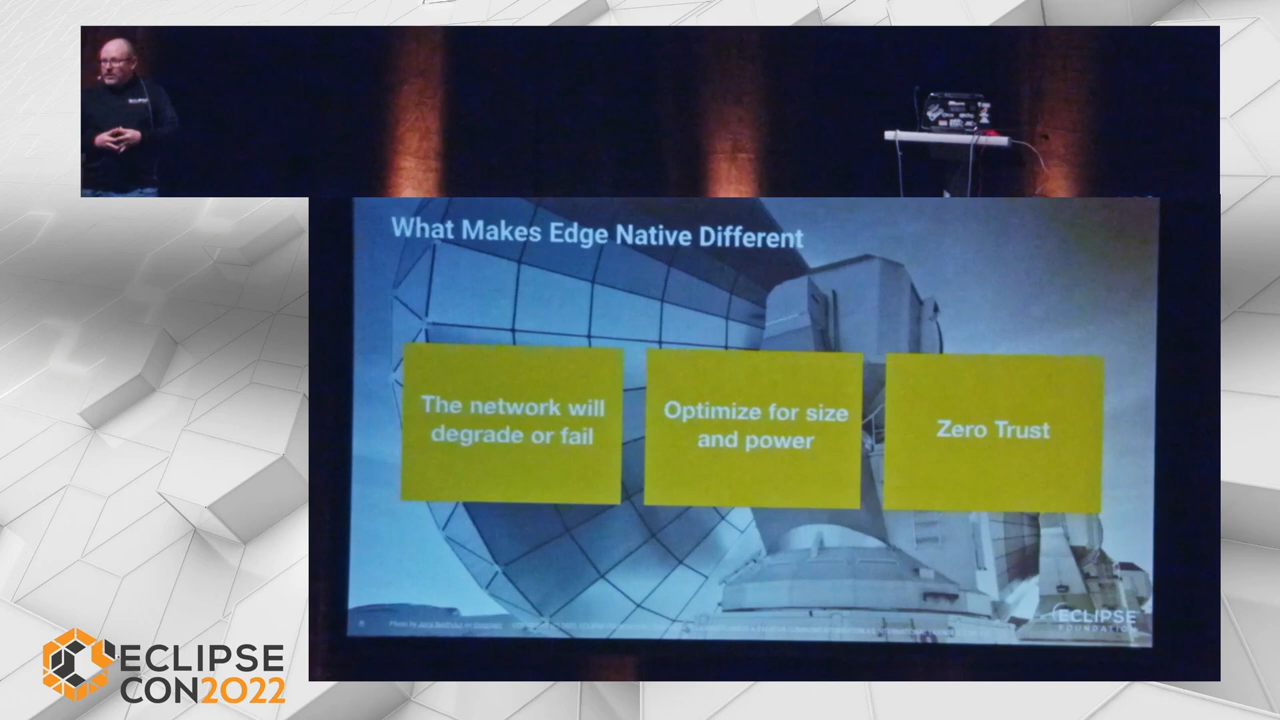 ECLIPSE
What Makes Edge Native Different
The network will
degrade or fail
Optimize for size
and power
Zero Trust
ECLIPSE
FOUNDATION
ECLIPSE
CON2022